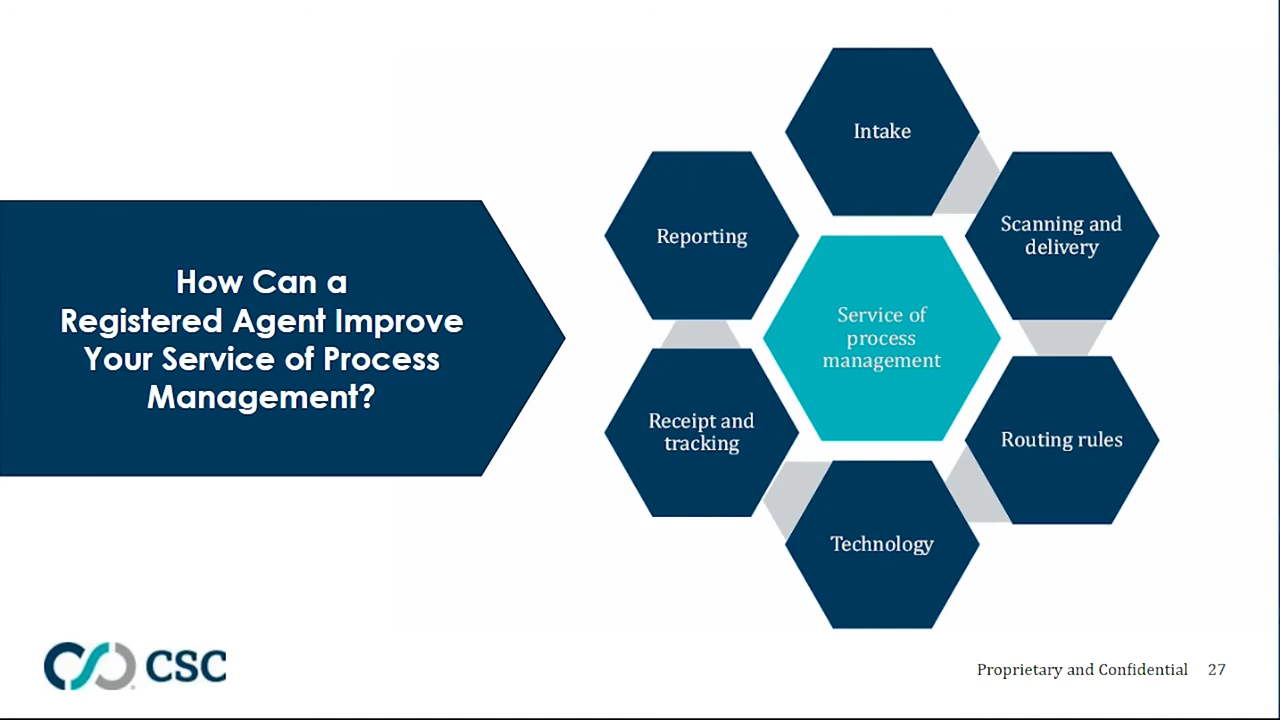 How Can a
Registered Agent Improve
Your Service of Process
Management?
Intake
Scanning and
delivery
Routing rules
Technology
Receipt and
tracking
Reporting
Service of
process
management
CSC
Proprietary and Confidential 27